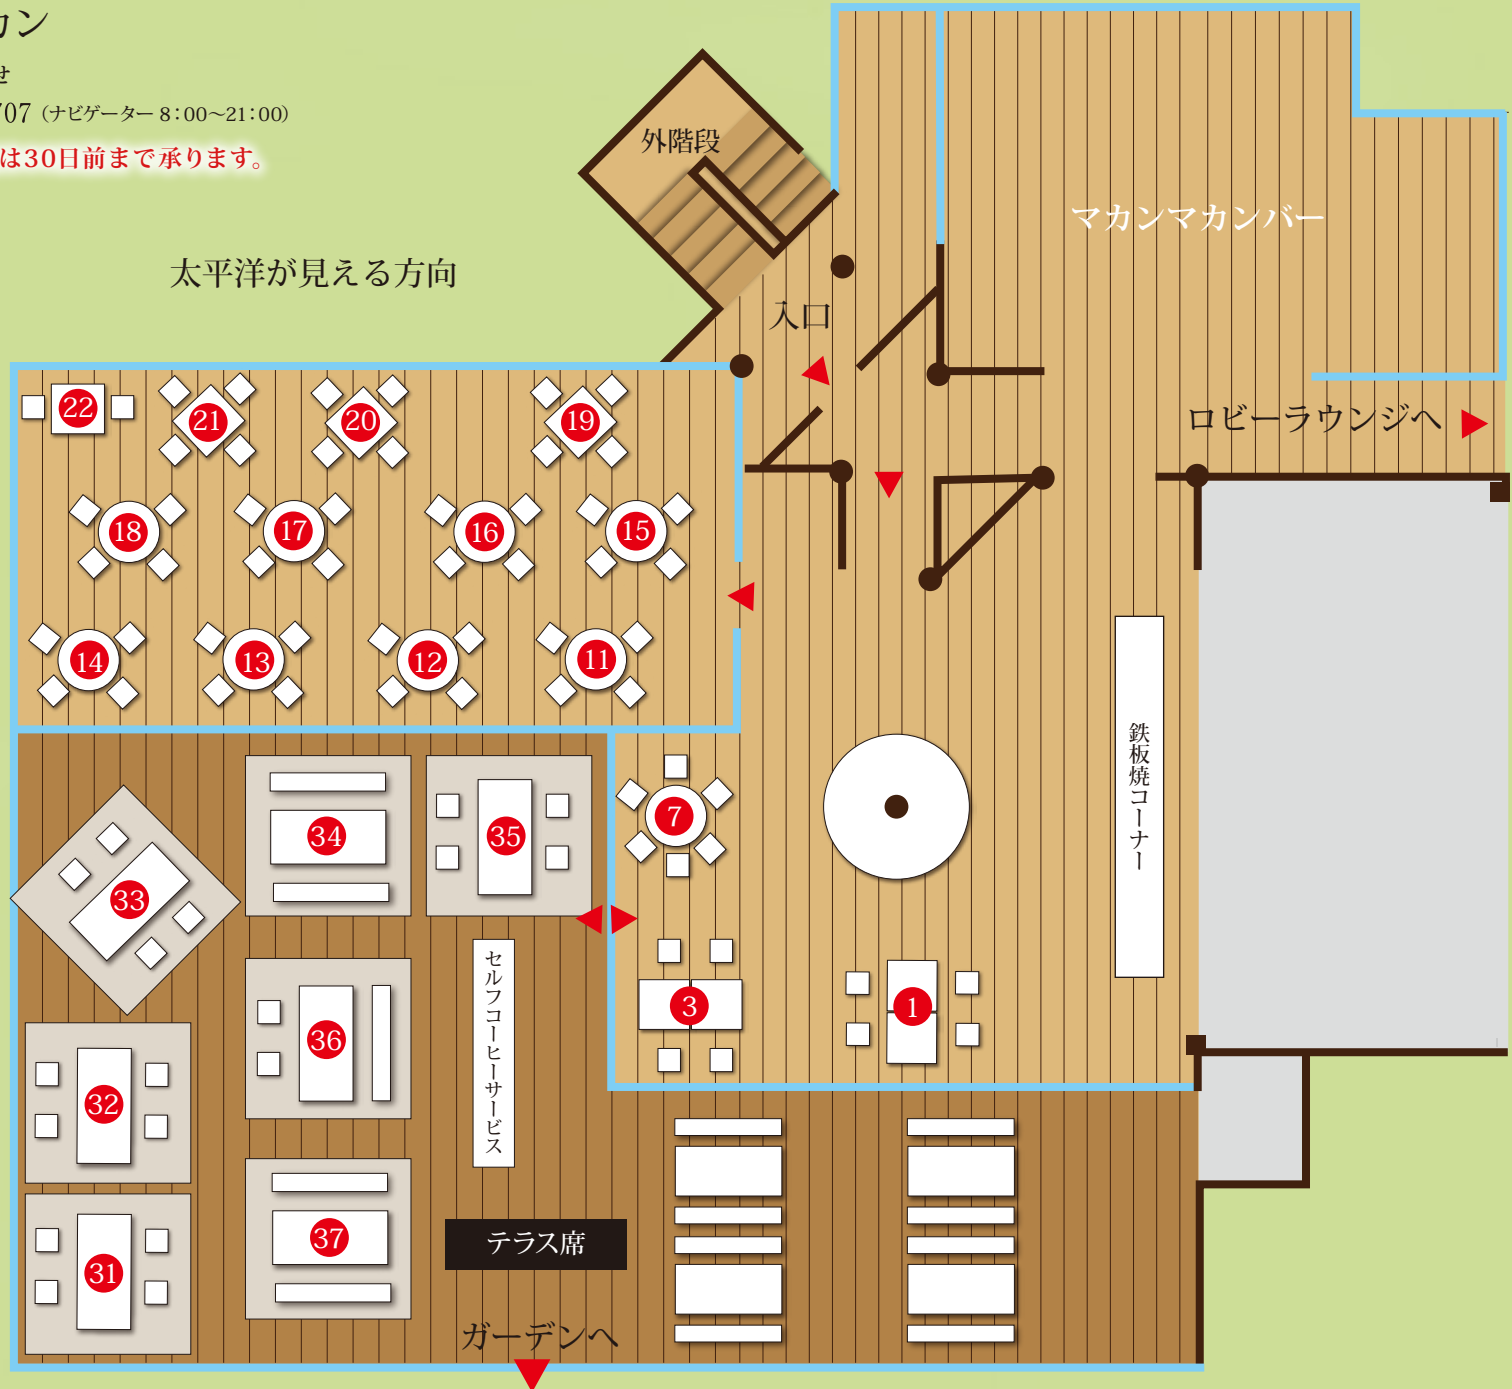 カン
せ
707（ナビゲーター 8：00～21：00）
は30日前まで承ります。
外階段
マカンマカンバー
太平洋が見える方向
入口
ロビーラウンジへ
22
21
20
19
18
17
16
15
14
13
12
11
鉄板焼コーナー
7
34
35
33
セルフコーヒーサービス
3
1
36
32
37
テラス席
31
ガーデンへ